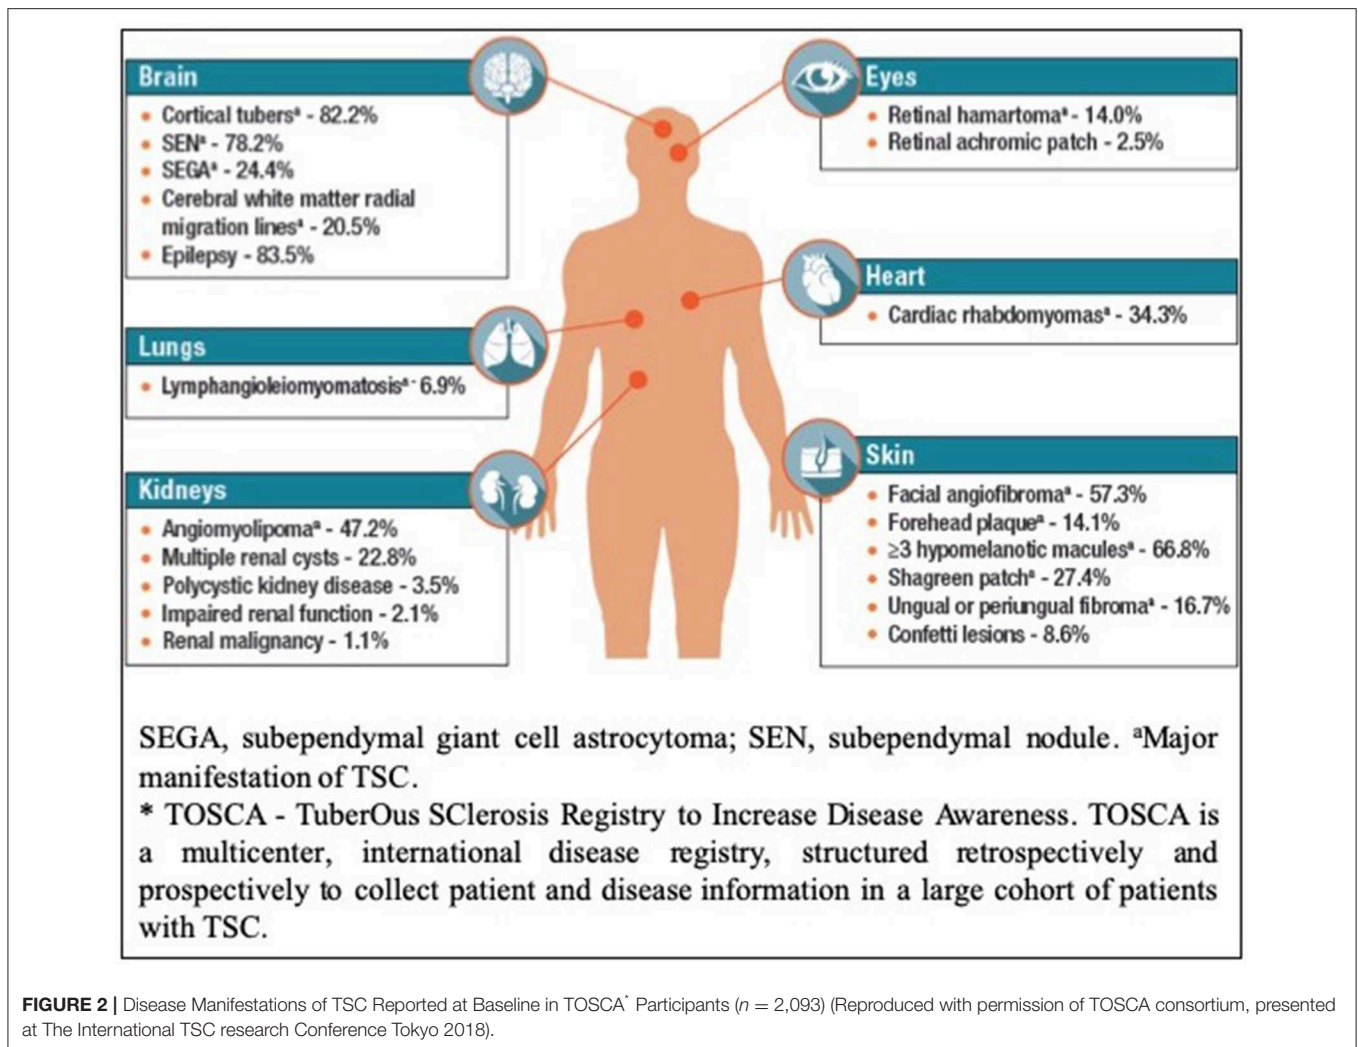 Brain
• Cortical tubersª - 82.2%
• SENª - 78.2%
• SEGAª - 24.4%
• Cerebral white matter radial
migration linesª - 20.5%
• Epilepsy - 83.5%
Lungs
• Lymphangioleiomyomatosisª - 6.9%
Kidneys
• Angiomyolipomaª - 47.2%
• Multiple renal cysts - 22.8%
• Polycystic kidney disease - 3.5%
• Impaired renal function - 2.1%
• Renal malignancy - 1.1%
Eyes
• Retinal hamartomaª - 14.0%
• Retinal achromic patch - 2.5%
Heart
• Cardiac rhabdomyomasª - 34.3%
Skin
• Facial angiofibromaª - 57.3%
• Forehead plaqueª - 14.1%
• ≥3 hypomelanotic maculesª - 66.8%
• Shagreen patchª - 27.4%
• Ungual or periungual fibromaª - 16.7%
• Confetti lesions - 8.6%
SEGA, subependymal giant cell astrocytoma; SEN, subependymal nodule. ªMajor
manifestation of TSC.
* TOSCA - TuberOus SClerosis Registry to Increase Disease Awareness. TOSCA is
a multicenter, international disease registry, structured retrospectively and
prospectively to collect patient and disease information in a large cohort of patients
with TSC.
FIGURE 2 | Disease Manifestations of TSC Reported at Baseline in TOSCA* Participants (n = 2,093) (Reproduced with permission of TOSCA consortium, presented
at The International TSC research Conference Tokyo 2018).